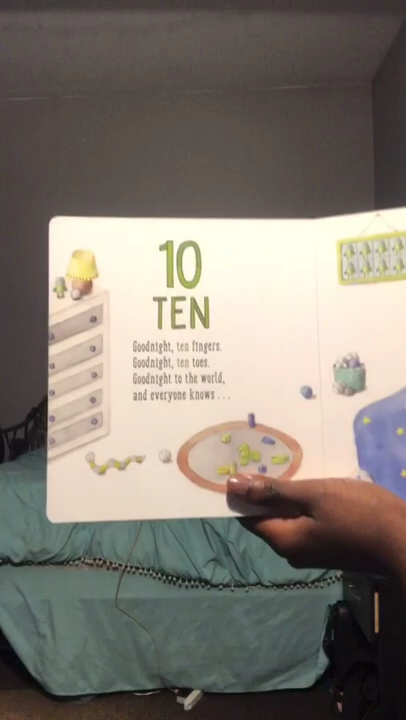 10
TEN
Goodnight, ten fingers.
Goodnight, ten toes.
Goodnight to the world,
and everyone knows . . .